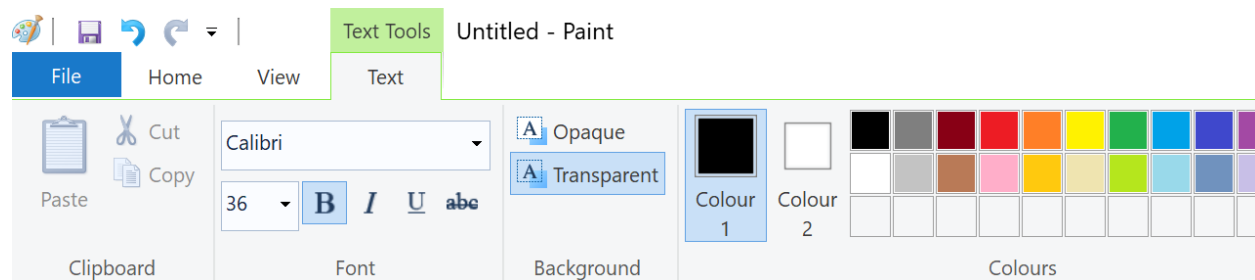 Text Tools Untitled - Paint
File Home View Text
Paste
Cut
Copy
Clipboard
Calibri
36 B I U abc
Font
A Opaque
A Transparent
Background
Colour 1
Colour 2
Colours